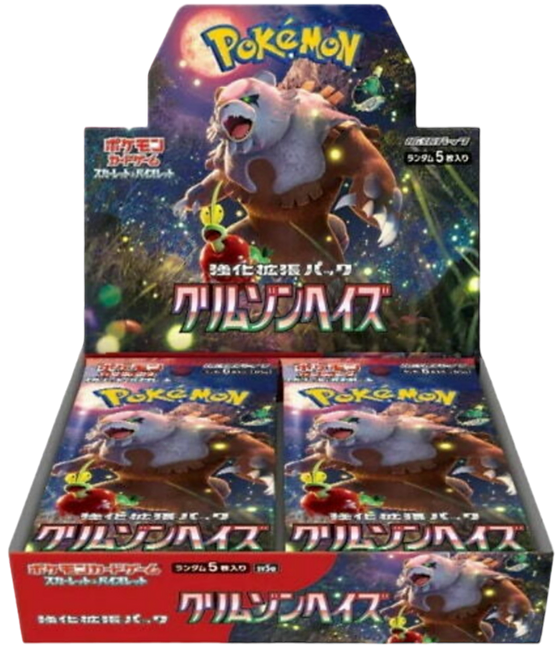 POKÉMON
ポケモン
カードゲーム
スカーレット&バイオレット
ランダム5枚入り
強化拡張パック
クリムゾンヘイズ
POKÉMON
POKÉMON
強化拡張パック
強化拡張パック
クリムゾンヘイズ
クリムゾンヘイズ
ポケモンカードゲーム
スカーレット&バイオレット
ランダム5枚入り
sv5a
強化拡張パック
クリムゾンヘイズ